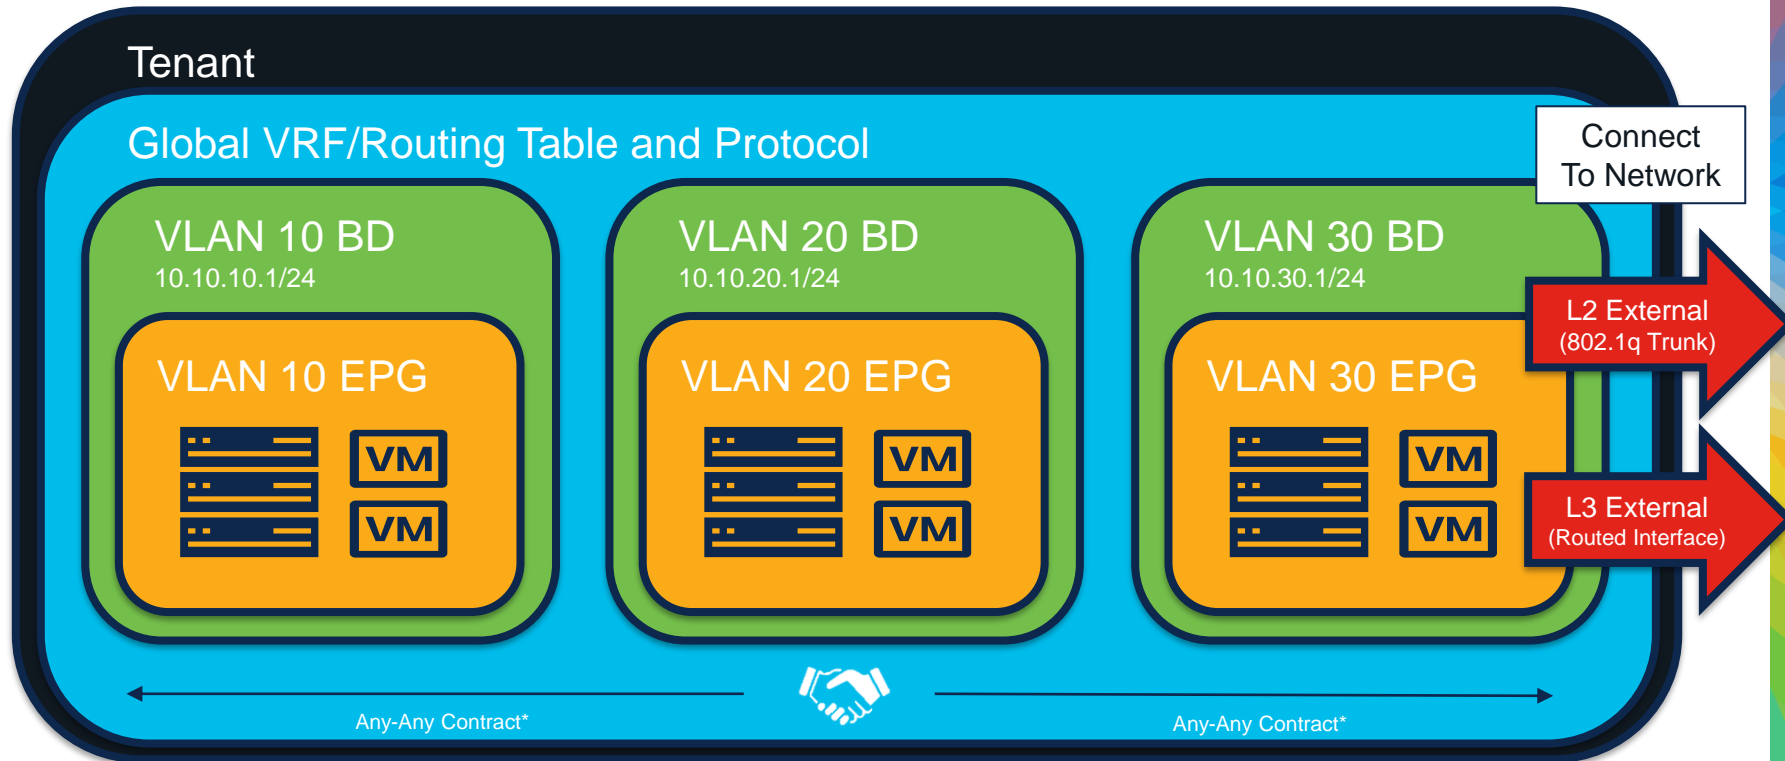 Tenant
Global VRF/Routing Table and Protocol
Connect
To Network
VLAN 10 BD
10.10.10.1/24
VLAN 10 EPG
VM
VM
VLAN 20 BD
10.10.20.1/24
VLAN 20 EPG
VM
VM
VLAN 30 BD
10.10.30.1/24
VLAN 30 EPG
VM
VM
L2 External
(802.1q Trunk)
L3 External
(Routed Interface)
Any-Any Contract*
Any-Any Contract*